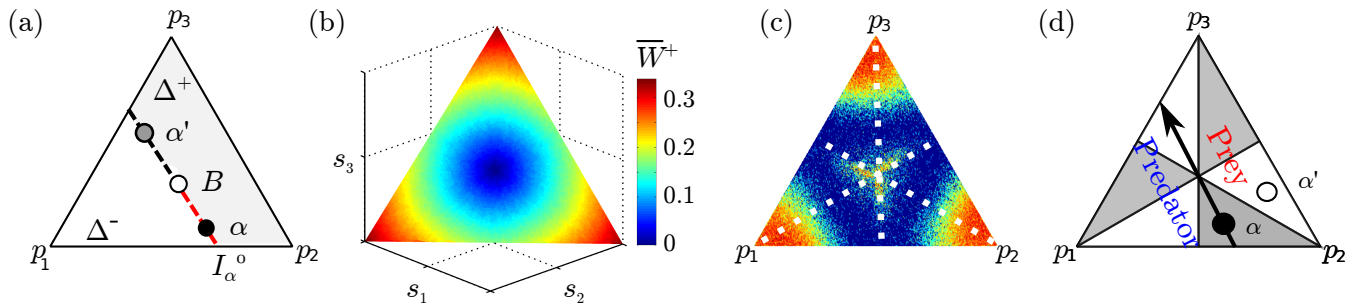 (a)
p₃
Δ⁺
α'
B
α
Δ⁻
p₁
I_α⁰
p₂
(b)
W̅⁺
0.3
0.2
0.1
0
s₃
s₁
s₂
(c)
p₃
p₁
p₂
(d)
p₃
Prey
Predator
α'
α
p₁
p₂